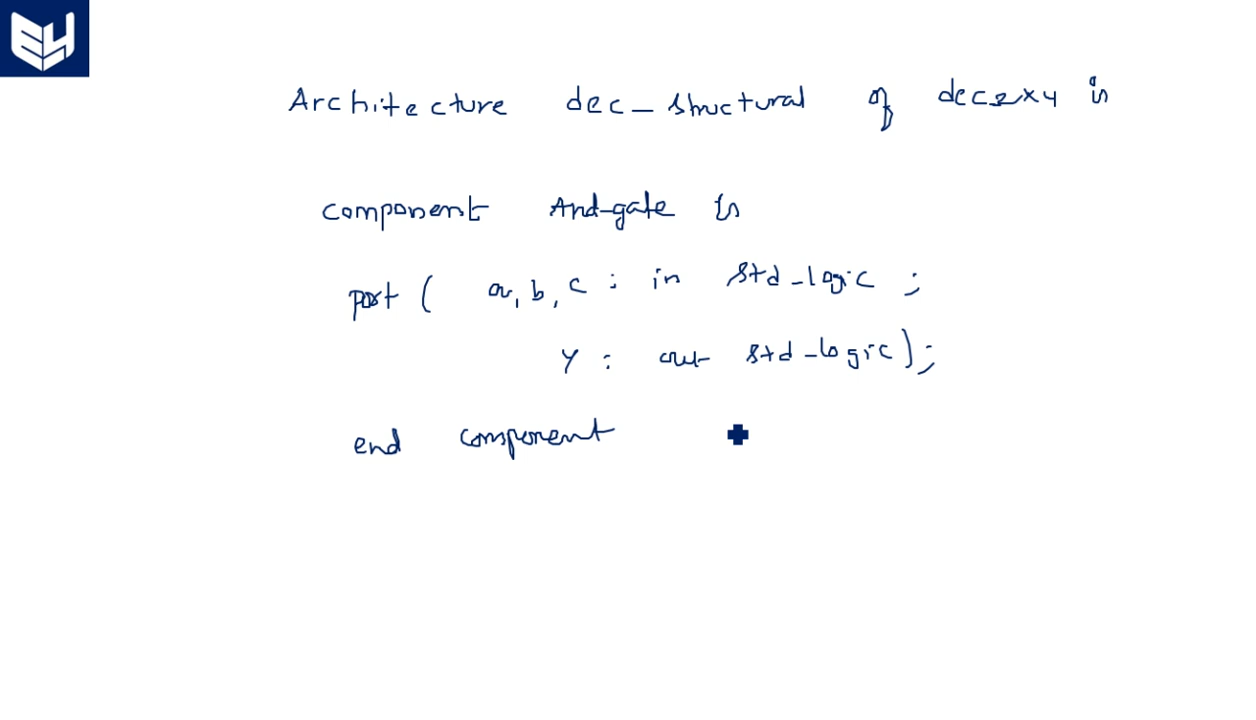 Architecture dec_structural of dec2x4 is
component And-gate is
port ( a, b, c : in std_logic ;
Y : out std_logic);
end component